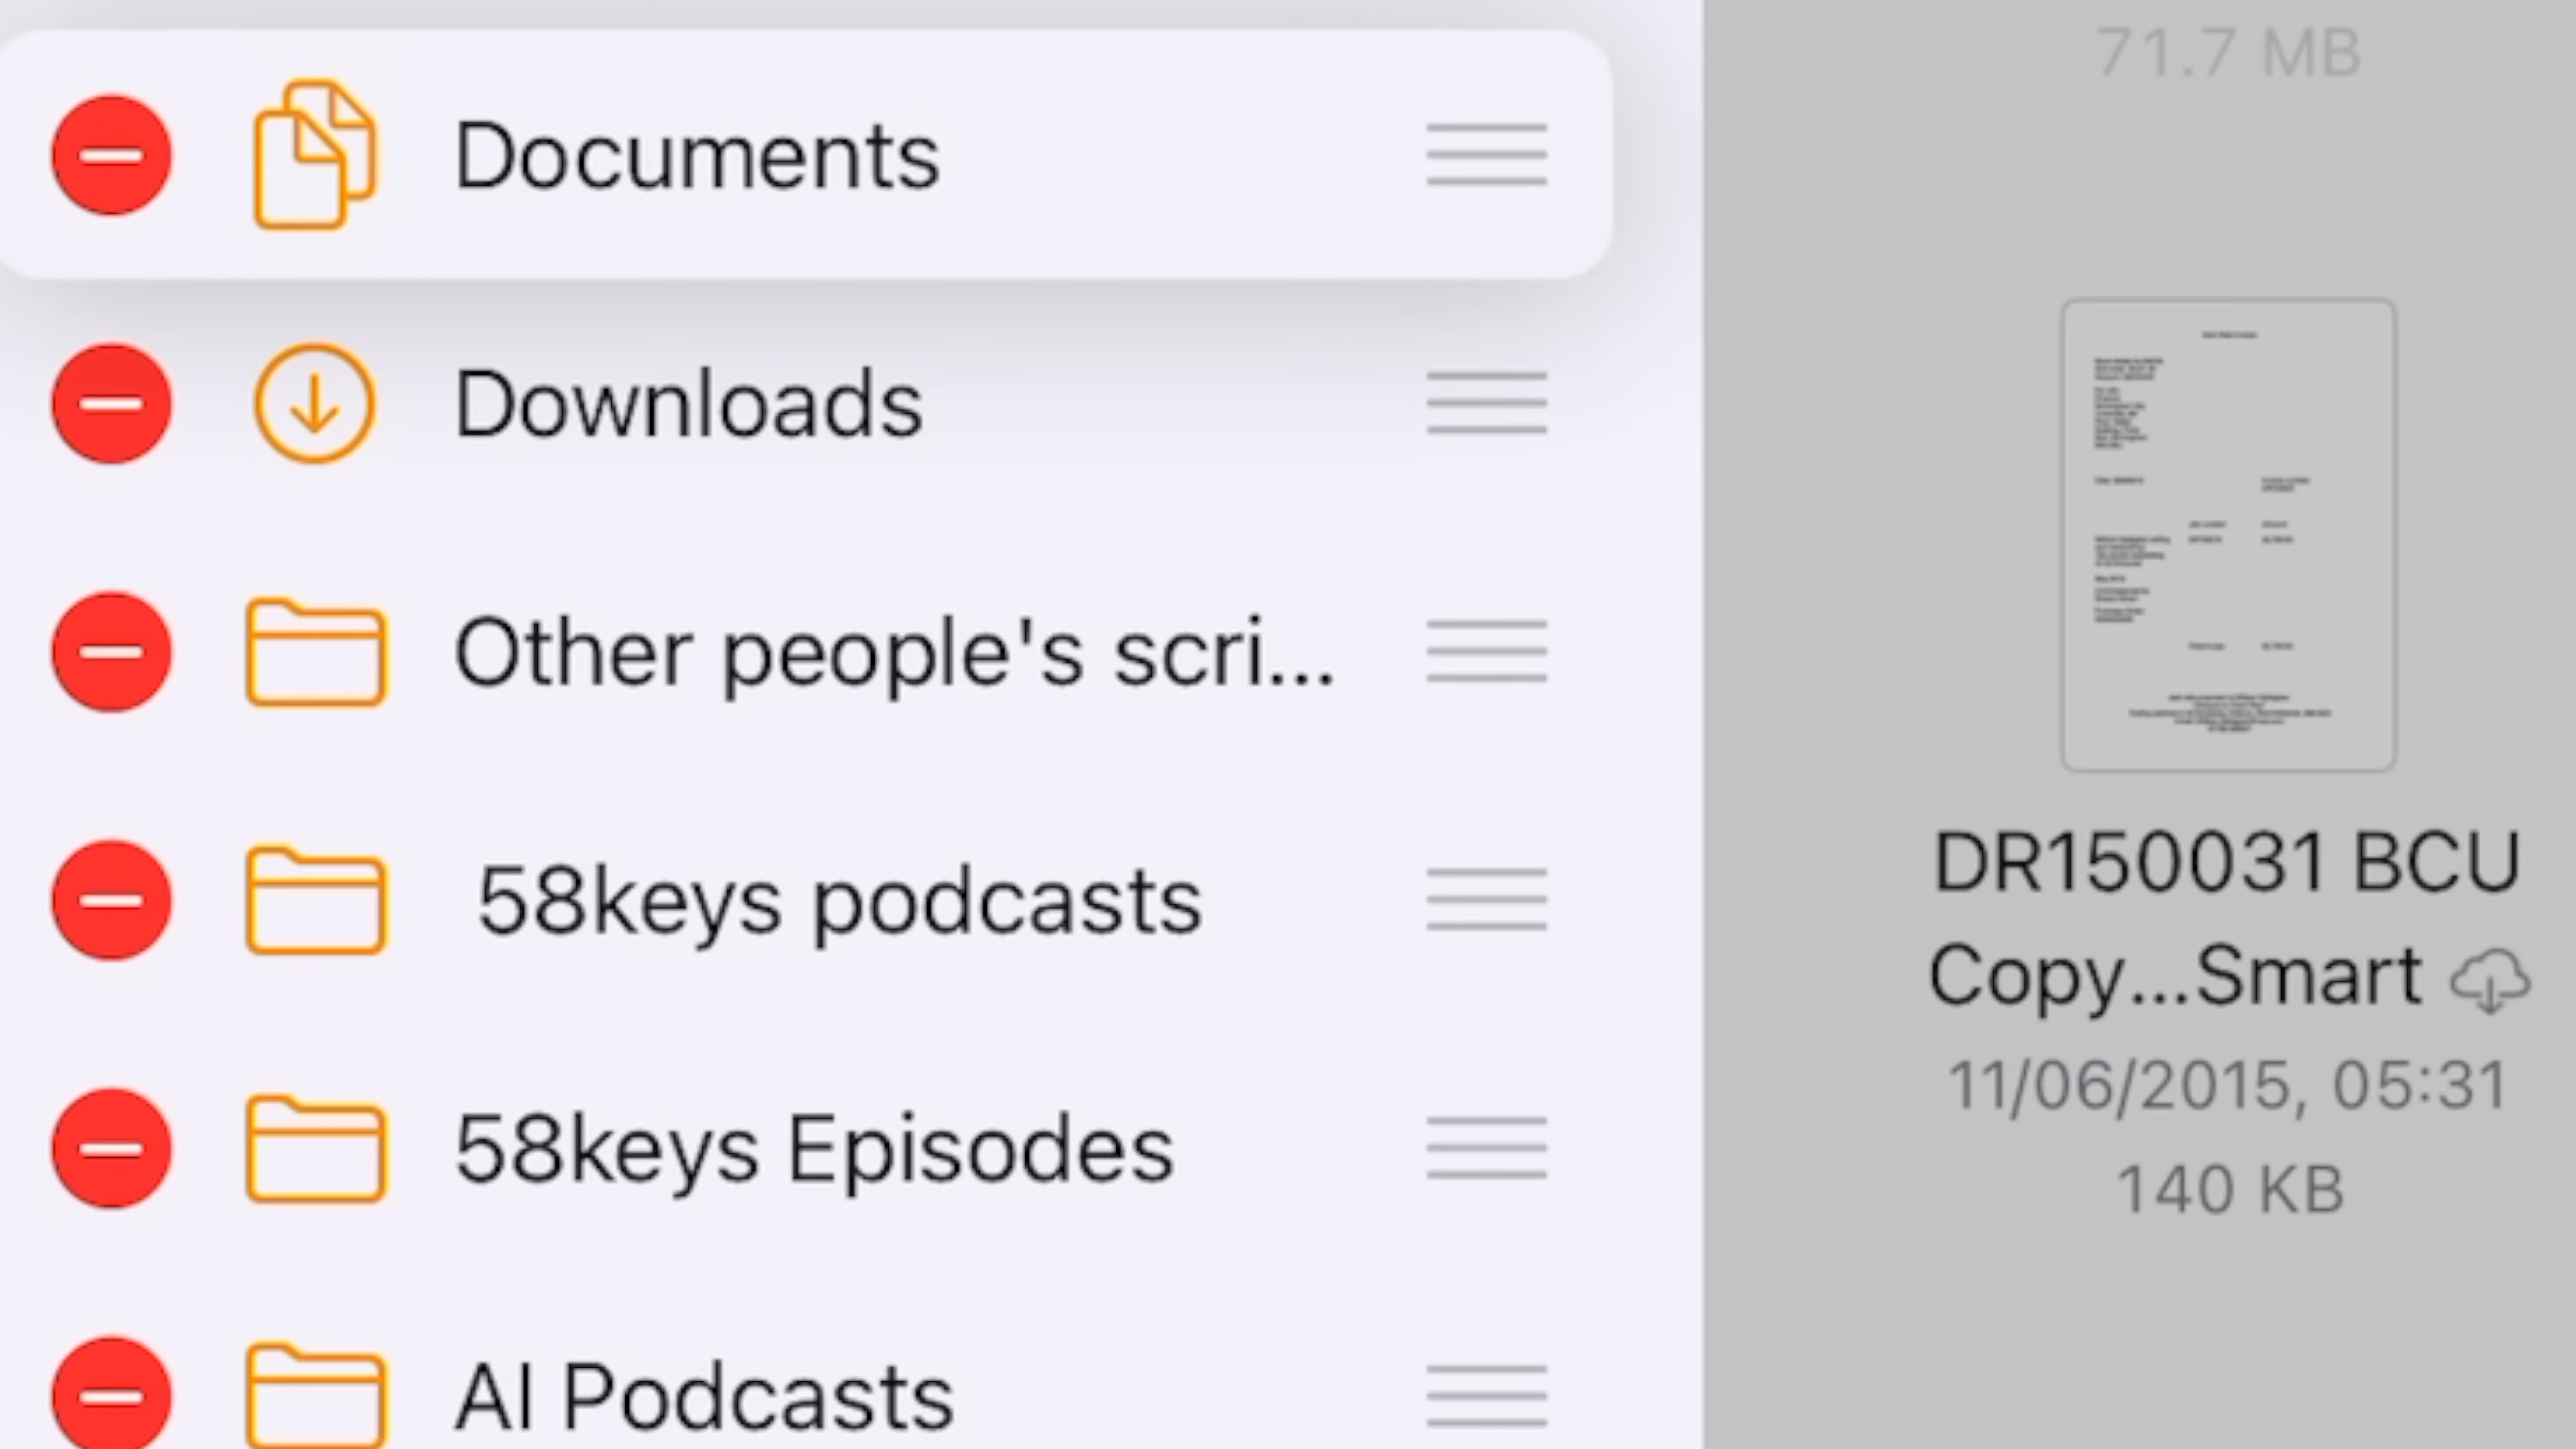 Documents
Downloads
Other people's scri...
58keys podcasts
58keys Episodes
AI Podcasts
71.7 MB
DR150031 BCU
Copy...Smart
11/06/2015, 05:31
140 KB